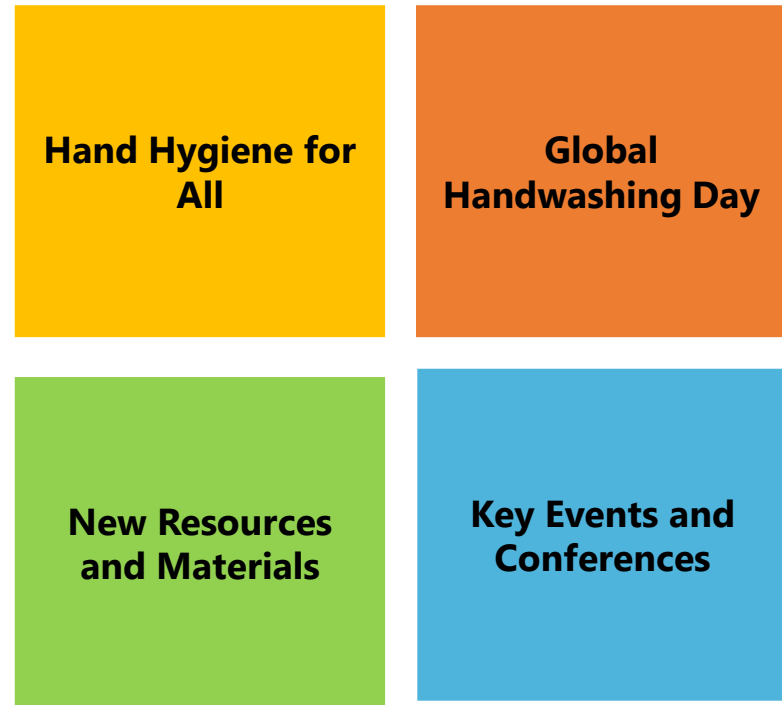 Hand Hygiene for
All
Global
Handwashing Day
New Resources
and Materials
Key Events and
Conferences